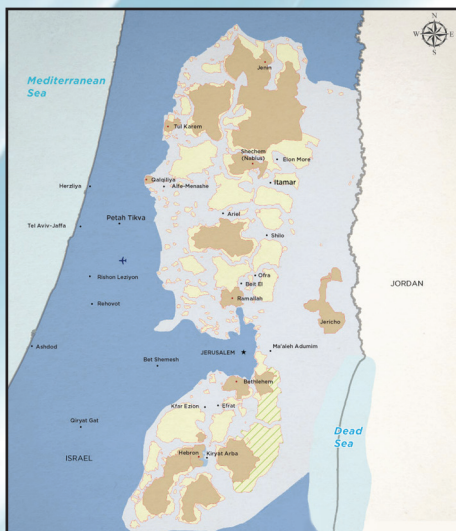 N
W
E
S
Mediterranean
Sea
Jenin
Tul Karem
Shechem
(Nablus)
Elon More
Qalqiliya
Alfe-Menashe
Itamar
Herzliya
Petah Tikva
Ariel
Tel Aviv-Jaffa
Shilo
Ofra
Beit El
Rishon Leziyon
Rehovot
Ramallah
JORDAN
Jericho
Ashdod
JERUSALEM
Ma'aleh Adumim
Bet Shemesh
Bethlehem
Kfar Ezion
Efrat
Qiryat Gat
Dead
Sea
ISRAEL
Hebron
Kiryat Arba